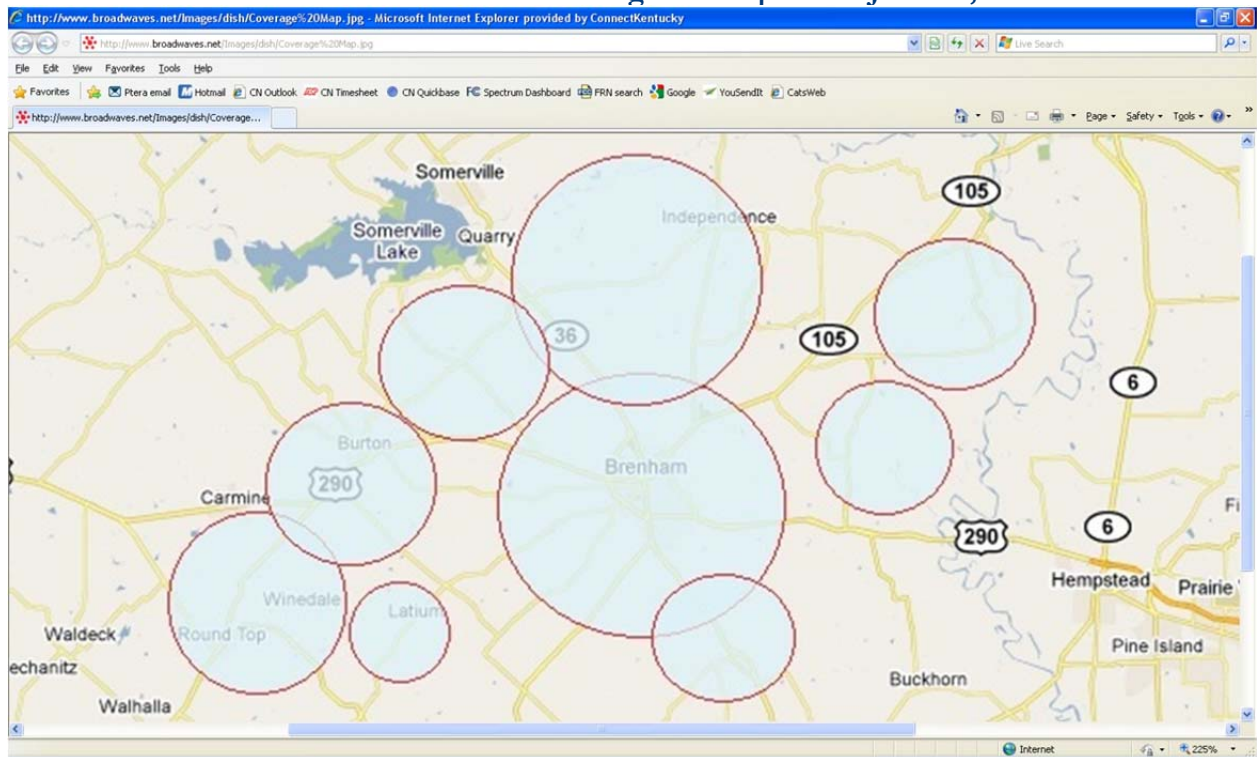 http://www.broadwaves.net/Images/dish/Coverage%20Map.jpg - Microsoft Internet Explorer provided by ConnectKentucky
http://www.broadwaves.net/Images/dish/Coverage%20Map.jpg Live Search
File Edit View Favorites Tools Help
Favorites Ptera email Hotmail CN Outlook CN Timesheet CN Quickbase Spectrum Dashboard FRN search Google YouSendIt CatsWeb
http://www.broadwaves.net/Images/dish/Coverage... Page Safety Tools
Somerville
105
Independence
Somerville
Lake
Quarry
36
105
6
Burton
Brenham
290
Carmine
6
290
Hempstead
Prairie
Winedale
Latium
Waldeck
Round Top
Pine Island
echanitz
Buckhorn
Walhalla
Internet 225%